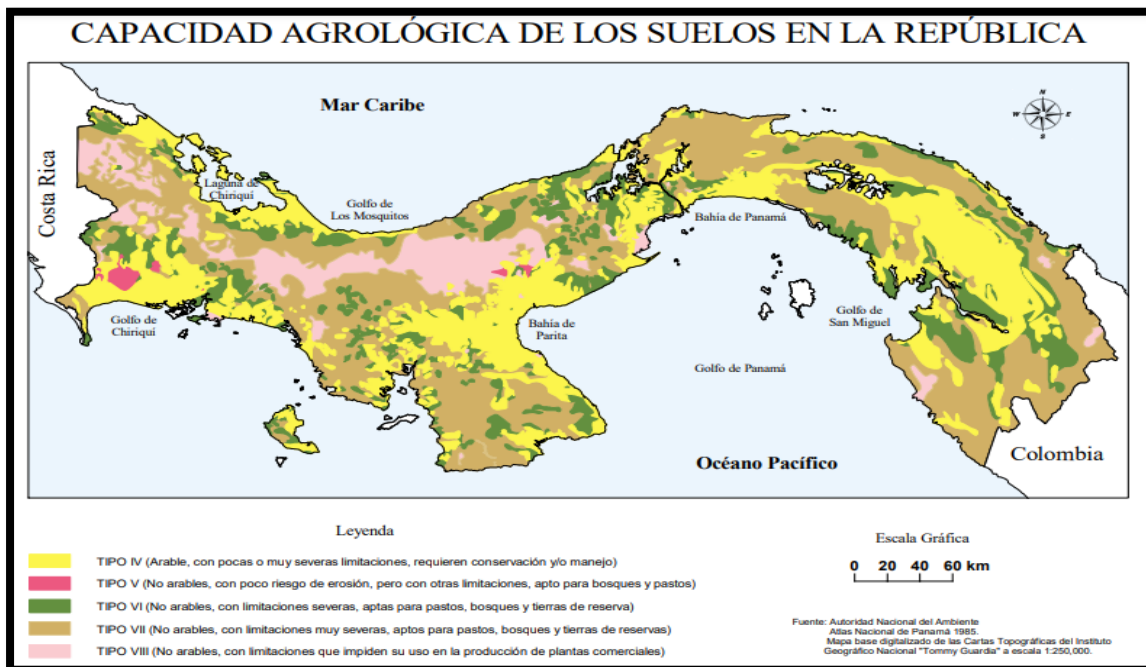 CAPACIDAD AGROLÓGICA DE LOS SUELOS EN LA REPÚBLICA
Mar Caribe
N
W E
S
Costa Rica
Laguna de
Chiriquí
Golfo de
Los Mosquitos
Bahía de Panamá
Golfo de
Chiriquí
Bahía de
Parita
Golfo de
San Miguel
Golfo de Panamá
Océano Pacífico
Colombia
Leyenda
TIPO IV (Arable, con pocas o muy severas limitaciones, requieren conservación y/o manejo)
TIPO V (No arables, con poco riesgo de erosión, pero con otras limitaciones, apto para bosques y pastos)
TIPO VI (No arables, con limitaciones severas, aptas para pastos, bosques y tierras de reserva)
TIPO VII (No arables, con limitaciones muy severas, aptos para pastos, bosques y tierras de reservas)
TIPO VIII (No arables, con limitaciones que impiden su uso en la producción de plantas comerciales)
Escala Gráfica
0 20 40 60 km
Fuente: Autoridad Nacional del Ambiente
Atlas Nacional de Panamá 1985.
Mapa base digitalizado de las Cartas Topográficas del Instituto
Geográfico Nacional "Tommy Guardia" a escala 1:250,000.